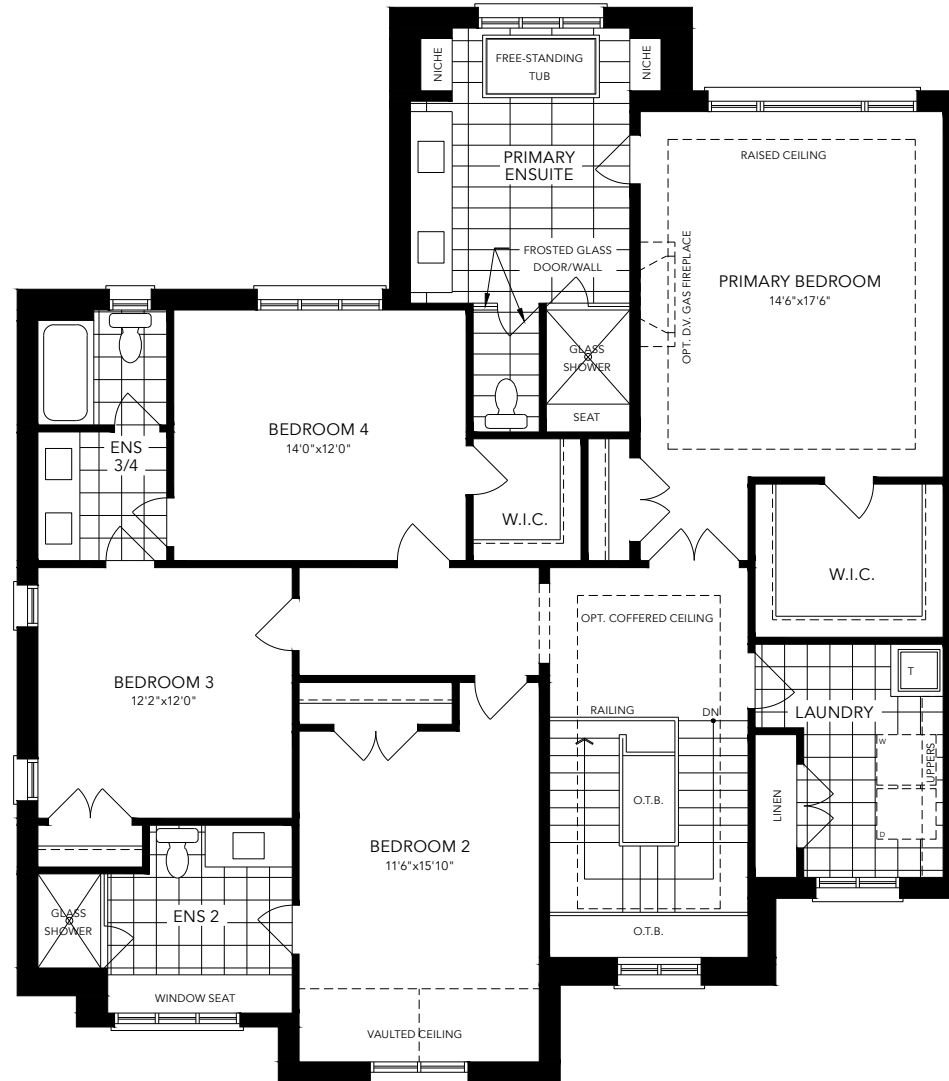 NICHE
FREE-STANDING
TUB
NICHE
PRIMARY
ENSUITE
RAISED CEILING
FROSTED GLASS
DOOR/WALL
OPT. D.V. GAS FIREPLACE
PRIMARY BEDROOM
14'6"x17'6"
GLASS
SHOWER
SEAT
BEDROOM 4
14'0"x12'0"
ENS
3/4
W.I.C.
W.I.C.
OPT. COFFERED CEILING
BEDROOM 3
12'2"x12'0"
T
LAUNDRY
RAILING
DN
W
UPPERS
D
LINEN
O.T.B.
BEDROOM 2
11'6"x15'10"
GLASS
SHOWER
ENS 2
O.T.B.
WINDOW SEAT
VAULTED CEILING